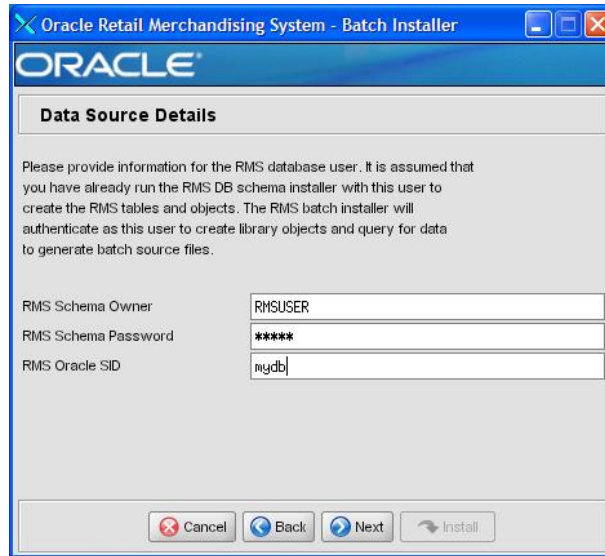 Oracle Retail Merchandising System - Batch Installer
ORACLE®
Data Source Details
Please provide information for the RMS database user. It is assumed that
you have already run the RMS DB schema installer with this user to
create the RMS tables and objects. The RMS batch installer will
authenticate as this user to create library objects and query for data
to generate batch source files.
RMS Schema Owner RMSUSER
RMS Schema Password *****
RMS Oracle SID mydb
Cancel Back Next Install